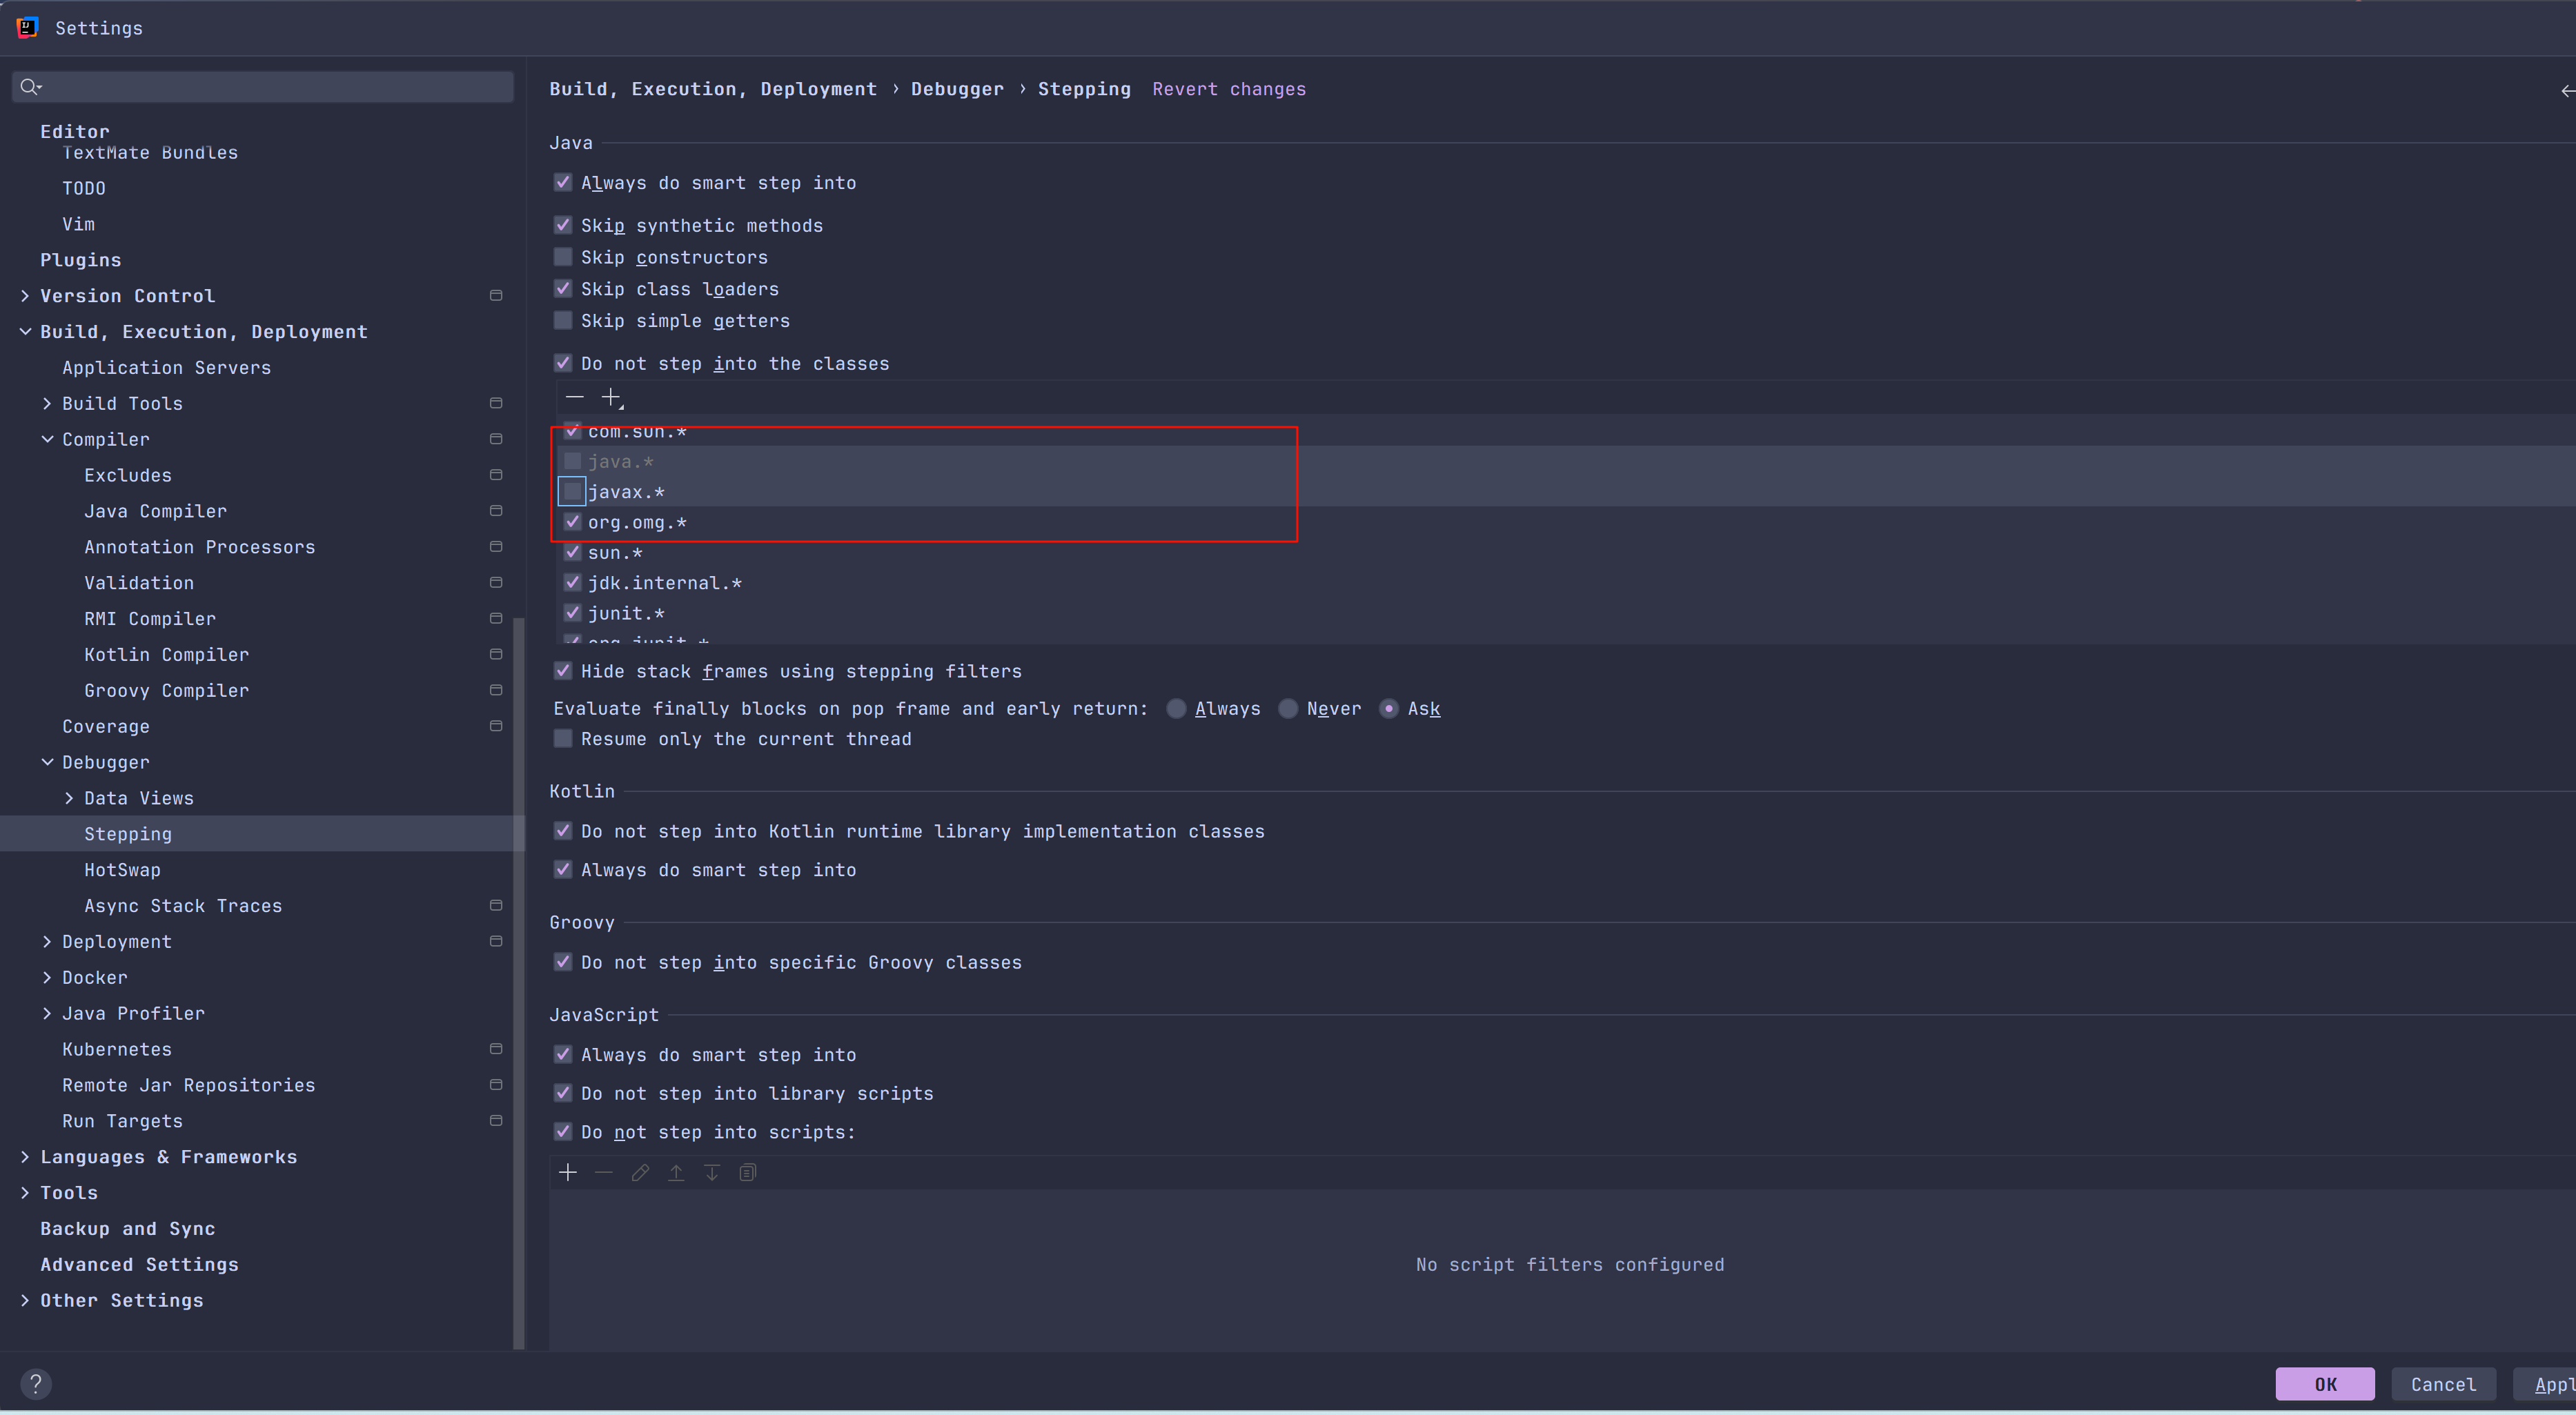 Settings
Editor
TextMate Bundles
TODO
Vim
Plugins
Version Control
Build, Execution, Deployment
Application Servers
Build Tools
Compiler
Excludes
Java Compiler
Annotation Processors
Validation
RMI Compiler
Kotlin Compiler
Groovy Compiler
Coverage
Debugger
Data Views
Stepping
HotSwap
Async Stack Traces
Deployment
Docker
Java Profiler
Kubernetes
Remote Jar Repositories
Run Targets
Languages & Frameworks
Tools
Backup and Sync
Advanced Settings
Other Settings
Build, Execution, Deployment › Debugger › Stepping Revert changes
Java
Always do smart step into
Skip synthetic methods
Skip constructors
Skip class loaders
Skip simple getters
Do not step into the classes
com.sun.*
java.*
javax.*
org.omg.*
sun.*
jdk.internal.*
junit.*
org.junit.*
Hide stack frames using stepping filters
Evaluate finally blocks on pop frame and early return: Always Never Ask
Resume only the current thread
Kotlin
Do not step into Kotlin runtime library implementation classes
Always do smart step into
Groovy
Do not step into specific Groovy classes
JavaScript
Always do smart step into
Do not step into library scripts
Do not step into scripts:
No script filters configured
?
OK Cancel Appl